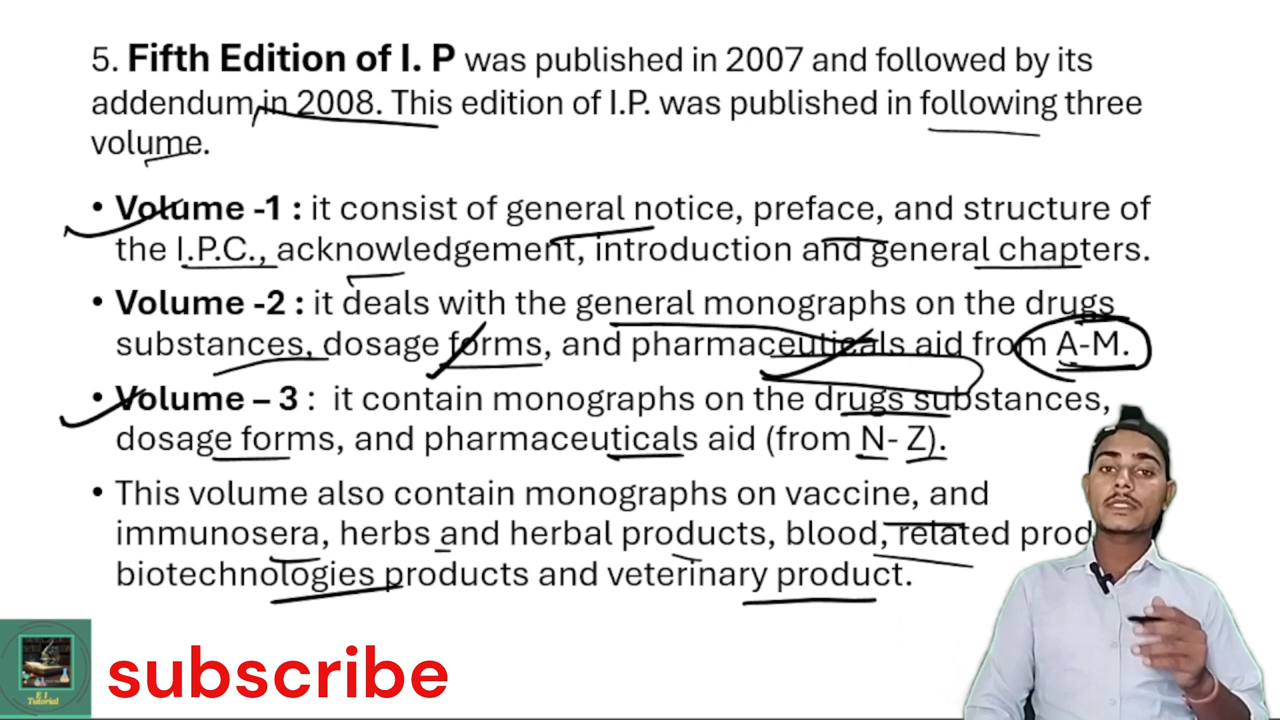 5. Fifth Edition of I. P was published in 2007 and followed by its
addendum in 2008. This edition of I.P. was published in following three
volume.
• Volume -1 : it consist of general notice, preface, and structure of
the I.P.C., acknowledgement, introduction and general chapters.
• Volume -2 : it deals with the general monographs on the drugs
substances, dosage forms, and pharmaceuticals aid from A-M.
• Volume – 3 : it contain monographs on the drugs substances,
dosage forms, and pharmaceuticals aid (from N- Z).
• This volume also contain monographs on vaccine, and
immunosera, herbs and herbal products, blood, related prod
biotechnologies products and veterinary product.
subscribe
E I
Tutorial